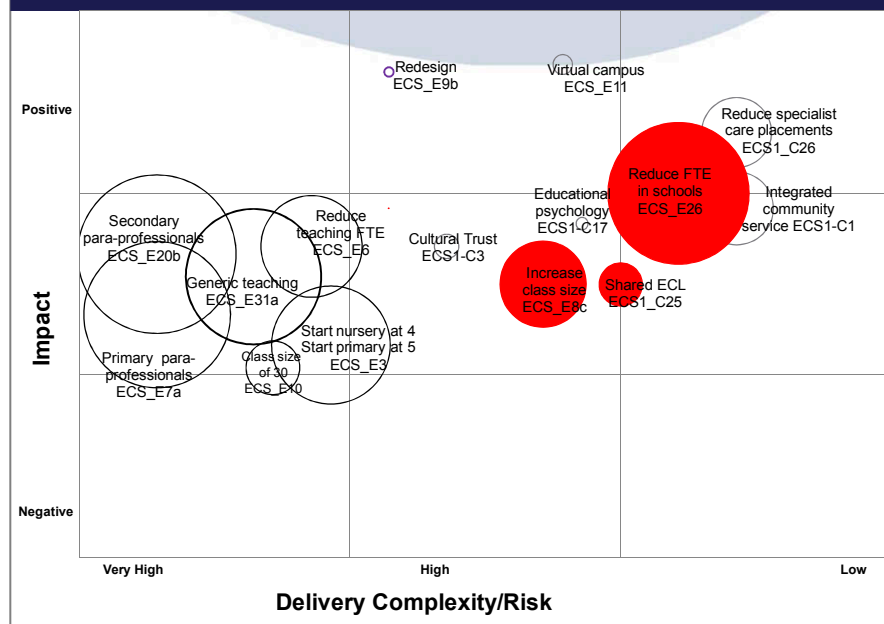 Redesign
ECS_E9b
Virtual campus
ECS_E11
Positive
Reduce specialist
care placements
ECS1_C26
Reduce FTE
in schools
ECS_E26
Integrated
community
service ECS1-C1
Educational
psychology
ECS1-C17
Secondary
para-professionals
ECS_E20b
Reduce
teaching FTE
ECS_E6
Cultural Trust
ECS1-C3
Generic teaching
ECS_E31a
Increase
class size
ECS_E8c
Shared ECL
ECS1_C25
Impact
Start nursery at 4
Start primary at 5
ECS_E3
Primary para-
professionals
ECS_E7a
Class size
of 30
ECS_E10
Negative
Very High
High
Low
Delivery Complexity/Risk